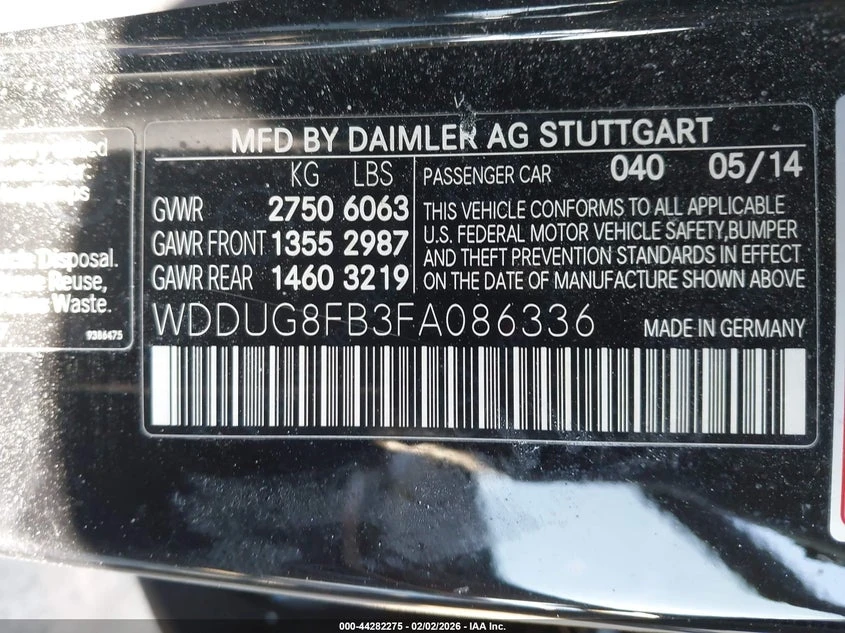 MFD BY DAIMLER AG STUTTGART
KG LBS
GVWR 2750 6063
GAWR FRONT 1355 2987
GAWR REAR 1460 3219
PASSENGER CAR 040 05/14
THIS VEHICLE CONFORMS TO ALL APPLICABLE
U.S. FEDERAL MOTOR VEHICLE SAFETY,BUMPER
AND THEFT PREVENTION STANDARDS IN EFFECT
ON THE DATE OF MANUFACTURE SHOWN ABOVE
WDDUG8FB3FA086336 MADE IN GERMANY
Disposal.
Reuse,
Waste.
9386475
000-44282275 - 02/02/2026 - IAA Inc.